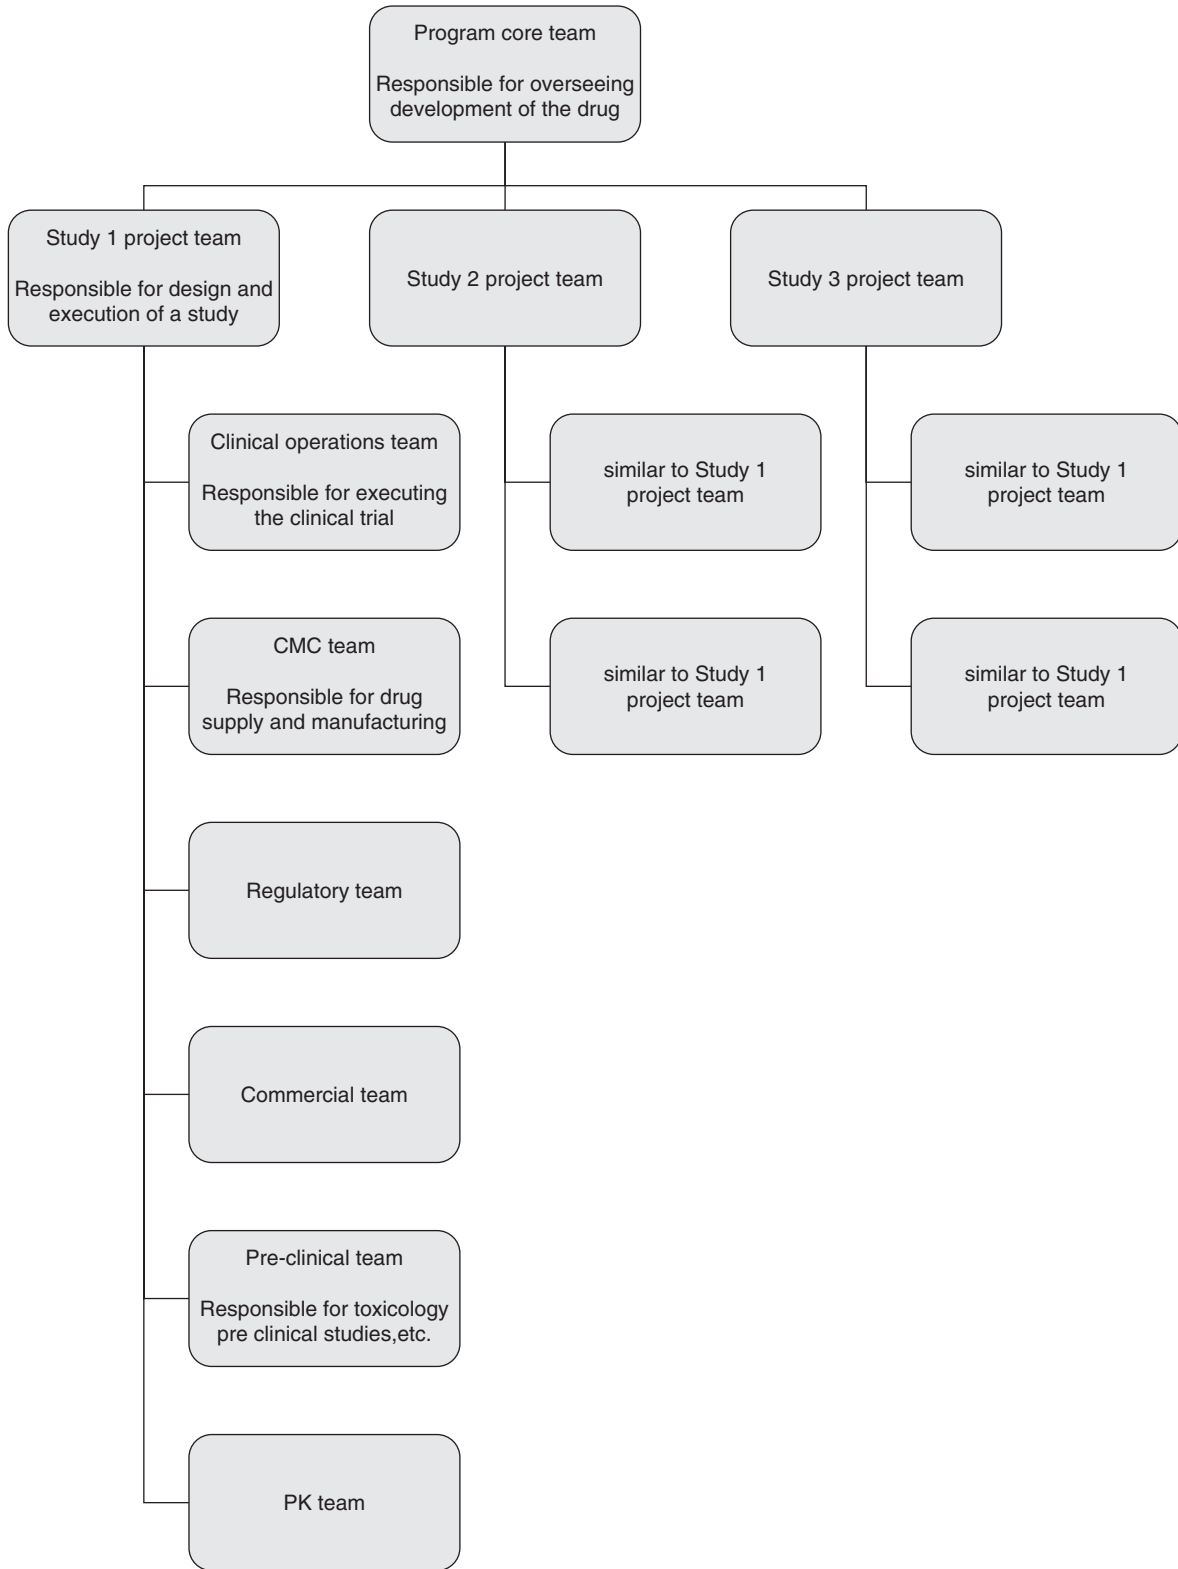 Program core team
Responsible for overseeing
development of the drug
Study 1 project team
Responsible for design and
execution of a study
Study 2 project team
Study 3 project team
Clinical operations team
Responsible for executing
the clinical trial
similar to Study 1
project team
similar to Study 1
project team
CMC team
Responsible for drug
supply and manufacturing
similar to Study 1
project team
similar to Study 1
project team
Regulatory team
Commercial team
Pre-clinical team
Responsible for toxicology
pre clinical studies,etc.
PK team